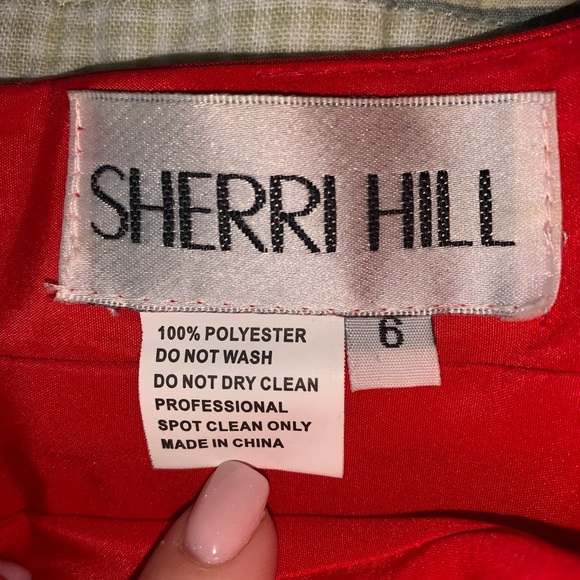 SHERRI HILL
6
100% POLYESTER
DO NOT WASH
DO NOT DRY CLEAN
PROFESSIONAL
SPOT CLEAN ONLY
MADE IN CHINA